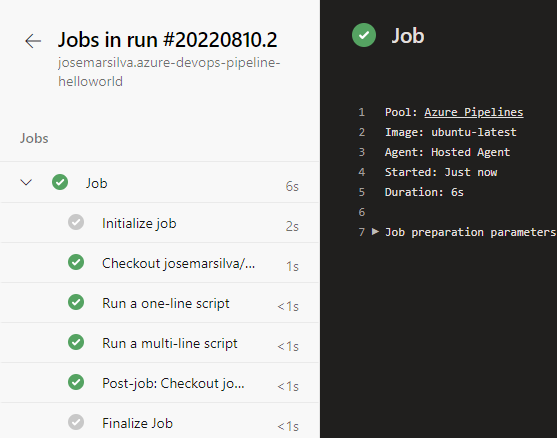 Jobs in run #20220810.2
josemarsilva.azure-devops-pipeline-
helloworld
Jobs
Job 6s
Initialize job 2s
Checkout josemarsilva/... 1s
Run a one-line script <1s
Run a multi-line script <1s
Post-job: Checkout jo... <1s
Finalize Job <1s
Job
1 Pool: Azure Pipelines
2 Image: ubuntu-latest
3 Agent: Hosted Agent
4 Started: Just now
5 Duration: 6s
6
7 Job preparation parameters